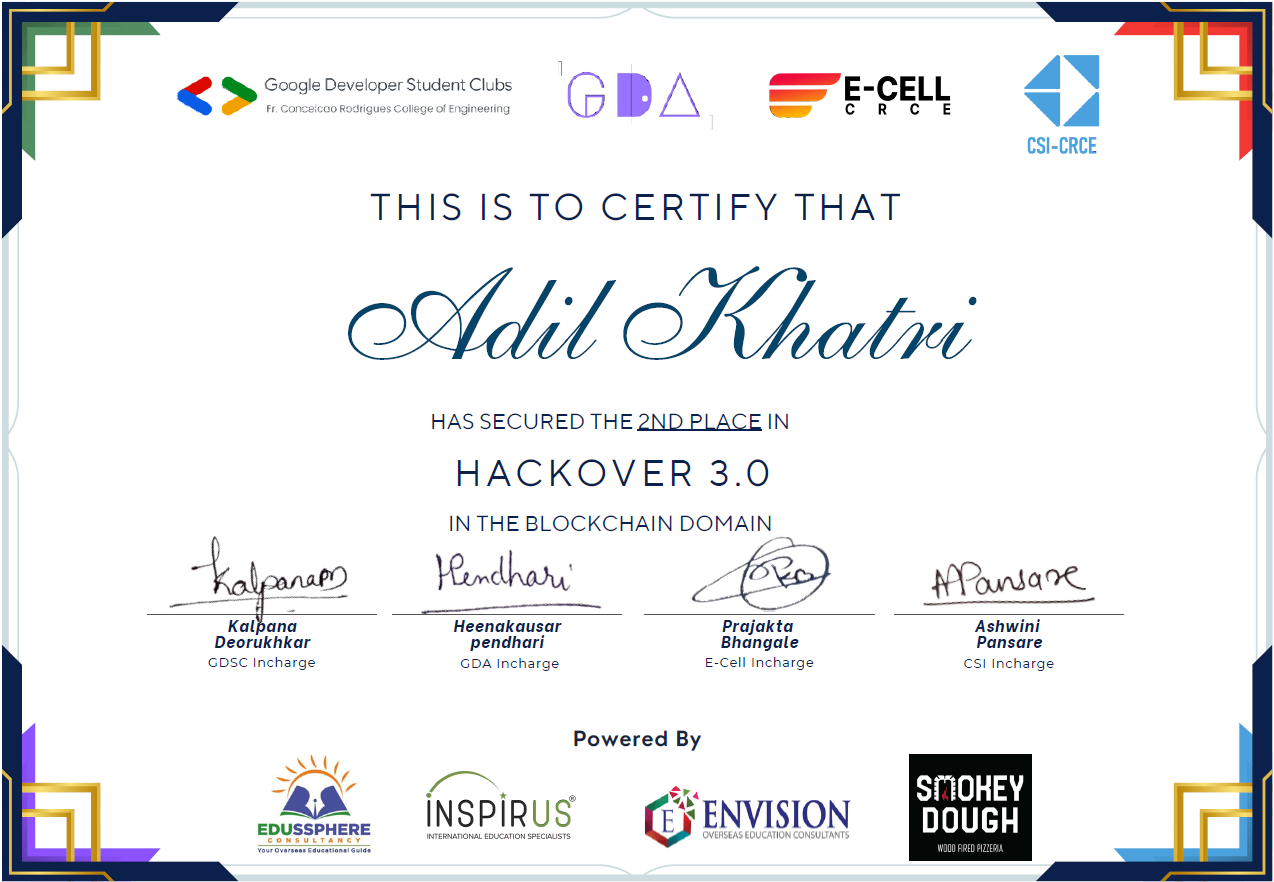 Google Developer Student Clubs
Fr. Conceicao Rodrigues College of Engineering
GDA
E-CELL
CRCE
CSI-CRCE
THIS IS TO CERTIFY THAT
Adil Khatri
HAS SECURED THE 2ND PLACE IN
HACKOVER 3.0
IN THE BLOCKCHAIN DOMAIN
Kalpana
Deorukhkar
GDSC Incharge
Hendhari
Heenakausar
pendhari
GDA Incharge
Prajakta
Bhangale
E-Cell Incharge
APansare
Ashwini
Pansare
CSI Incharge
Powered By
EDUSSPHERE
CONSULTANCY
Your Overseas Educational Guide
INSPIRUS®
INTERNATIONAL EDUCATION SPECIALISTS
E
ENVISION
OVERSEAS EDUCATION CONSULTANTS
SMOKEY
DOUGH
WOOD FIRED PIZZERIA